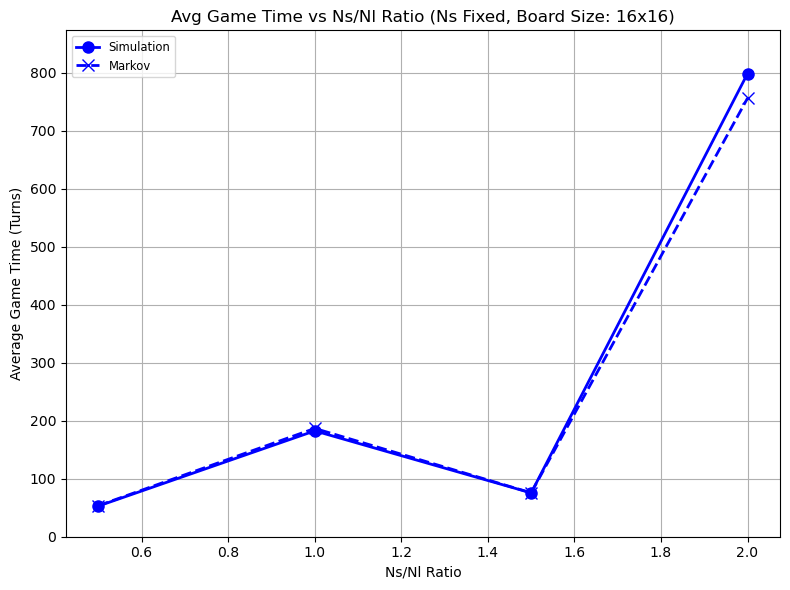 Avg Game Time vs Ns/Nl Ratio (Ns Fixed, Board Size: 16x16)
Simulation
Markov
Average Game Time (Turns)
800
700
600
500
400
300
200
100
0
0.6 0.8 1.0 1.2 1.4 1.6 1.8 2.0
Ns/Nl Ratio